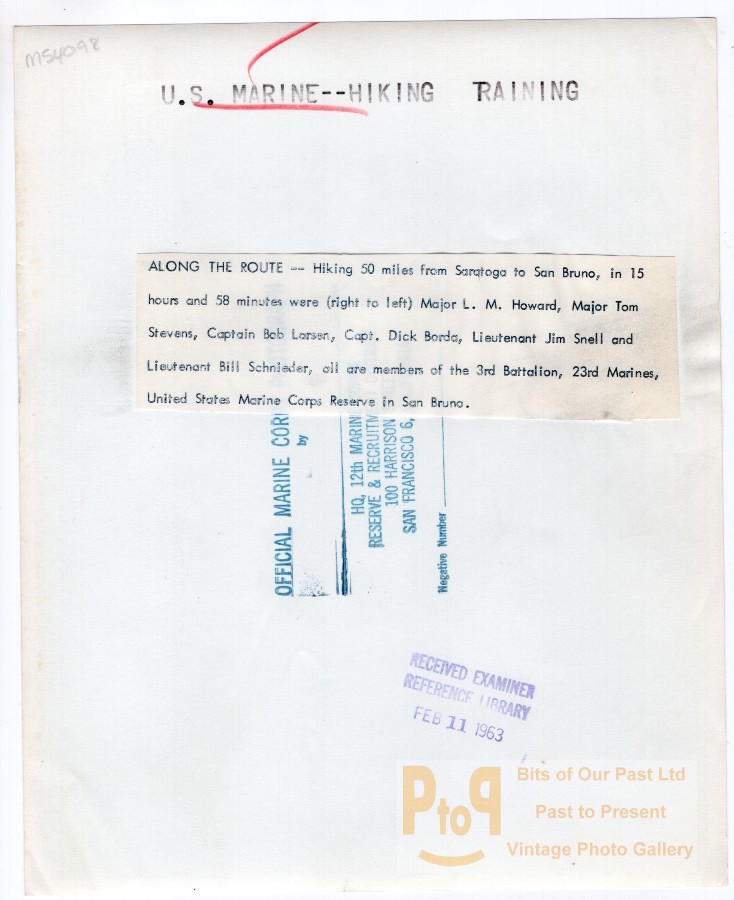 MS4098
U.S. MARINE--HIKING TRAINING
ALONG THE ROUTE -- Hiking 50 miles from Saratoga to San Bruno, in 15
hours and 58 minutes were (right to left) Major L. M. Howard, Major Tom
Stevens, Captain Bob Larsen, Capt. Dick Borda, Lieutenant Jim Snell and
Lieutenant Bill Schnieder, all are members of the 3rd Battalion, 23rd Marines,
United States Marine Corps Reserve in San Bruno.
OFFICIAL MARINE COR
by
HQ, 12th MARIN
RESERVE & RECRUITM
100 HARRISON
SAN FRANCISCO 6,
Negative Number
RECEIVED EXAMINER
REFERENCE LIBRARY
FEB 11 1963
PtoP
Bits of Our Past Ltd
Past to Present
Vintage Photo Gallery